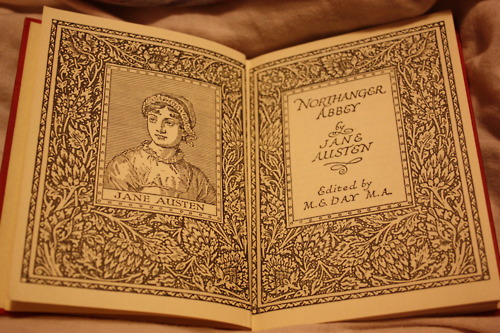 JANE AUSTEN
NORTHANGER
ABBEY
by
JANE
AUSTEN
Edited by
M.E. DAY M.A.